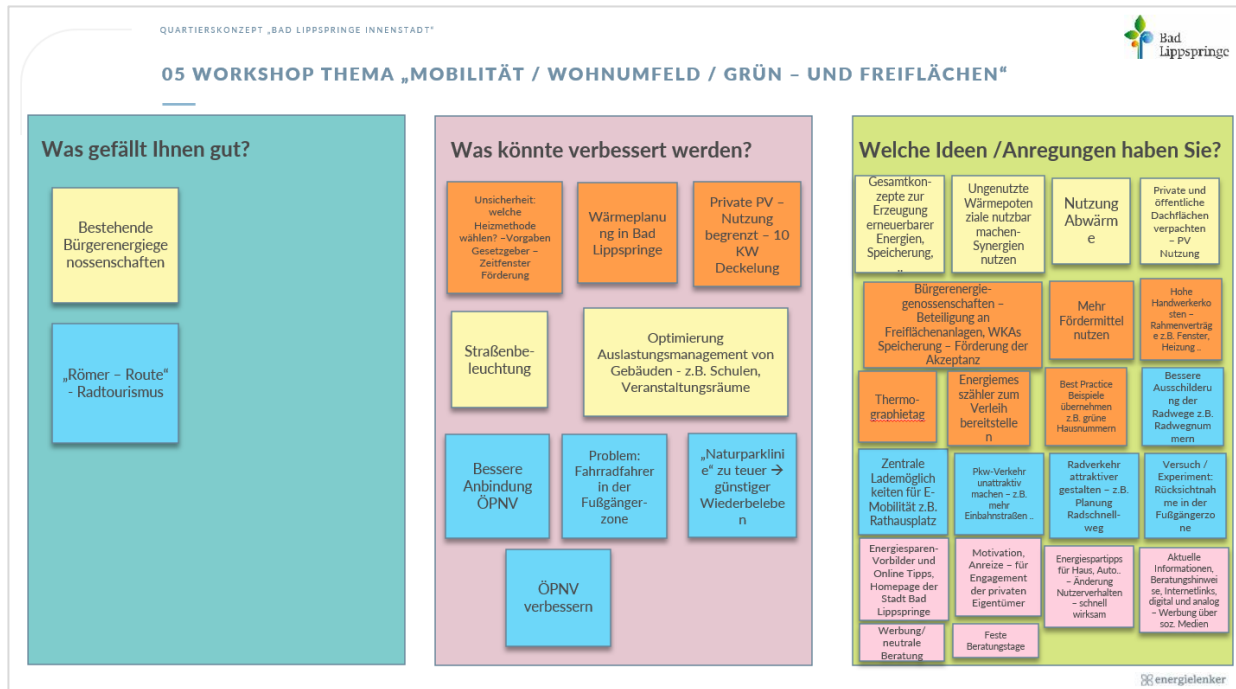 QUARTIERSKONZEPT „BAD LIPPSPRINGE INNENSTADT“
Bad
Lippspringe
05 WORKSHOP THEMA „MOBILITÄT / WOHNUMFELD / GRÜN – UND FREIFLÄCHEN“
Was gefällt Ihnen gut?
Bestehende
Bürgerenergiege
nossenschaften
„Römer – Route“
- Radtourismus
Was könnte verbessert werden?
Unsicherheit:
welche
Heizmethode
wählen? –Vorgaben
Gesetzgeber –
Zeitfenster
Förderung
Wärmeplanu
ng in Bad
Lippspringe
Private PV –
Nutzung
begrenzt – 10
KW
Deckelung
Straßenbe-
leuchtung
Optimierung
Auslastungsmanagement von
Gebäuden - z.B. Schulen,
Veranstaltungsräume
Bessere
Anbindung
ÖPNV
Problem:
Fahrradfahrer
in der
Fußgänger-
zone
„Naturparklini
e“ zu teuer →
günstiger
Wiederbelebe
n
ÖPNV
verbessern
Welche Ideen /Anregungen haben Sie?
Gesamtkon-
zepte zur
Erzeugung
erneuerbarer
Energien,
Speicherung,
..
Ungenutzte
Wärmepoten
ziale nutzbar
machen-
Synergien
nutzen
Nutzung
Abwärm
e
Private und
öffentliche
Dachflächen
verpachten
– PV
Nutzung
Bürgerenergie-
genossenschaften –
Beteiligung an
Freiflächenanlagen, WKAs
Speicherung – Förderung der
Akzeptanz
Mehr
Fördermittel
nutzen
Hohe
Handwerkerko
sten –
Rahmenverträg
e z.B. Fenster,
Heizung ..
Thermo-
graphietag
Energiemes
szähler zum
Verleih
bereitstelle
n
Best Practice
Beispiele
übernehmen
z.B. grüne
Hausnummern
Bessere
Ausschilderu
ng der
Radwege z.B.
Radwegnum
mern
Zentrale
Lademöglich
keiten für E-
Mobilität z.B.
Rathausplatz
Pkw-Verkehr
unattraktiv
machen – z.B.
mehr
Einbahnstraßen ..
Radverkehr
attraktiver
gestalten – z.B.
Planung
Radschnell-
weg
Versuch /
Experiment:
Rücksichtnah
me in der
Fußgängerzo
ne
Energiesparen-
Vorbilder und
Online Tipps,
Homepage der
Stadt Bad
Lippspringe
Motivation,
Anreize – für
Engagement
der privaten
Eigentümer
Energiespartipps
für Haus, Auto..
– Änderung
Nutzerverhalten
– schnell
wirksam
Aktuelle
Informationen,
Beratungshinwei
se, Internetlinks,
digital und analog
– Werbung über
soz. Medien
Werbung/
neutrale
Beratung
Feste
Beratungstage
energielenker